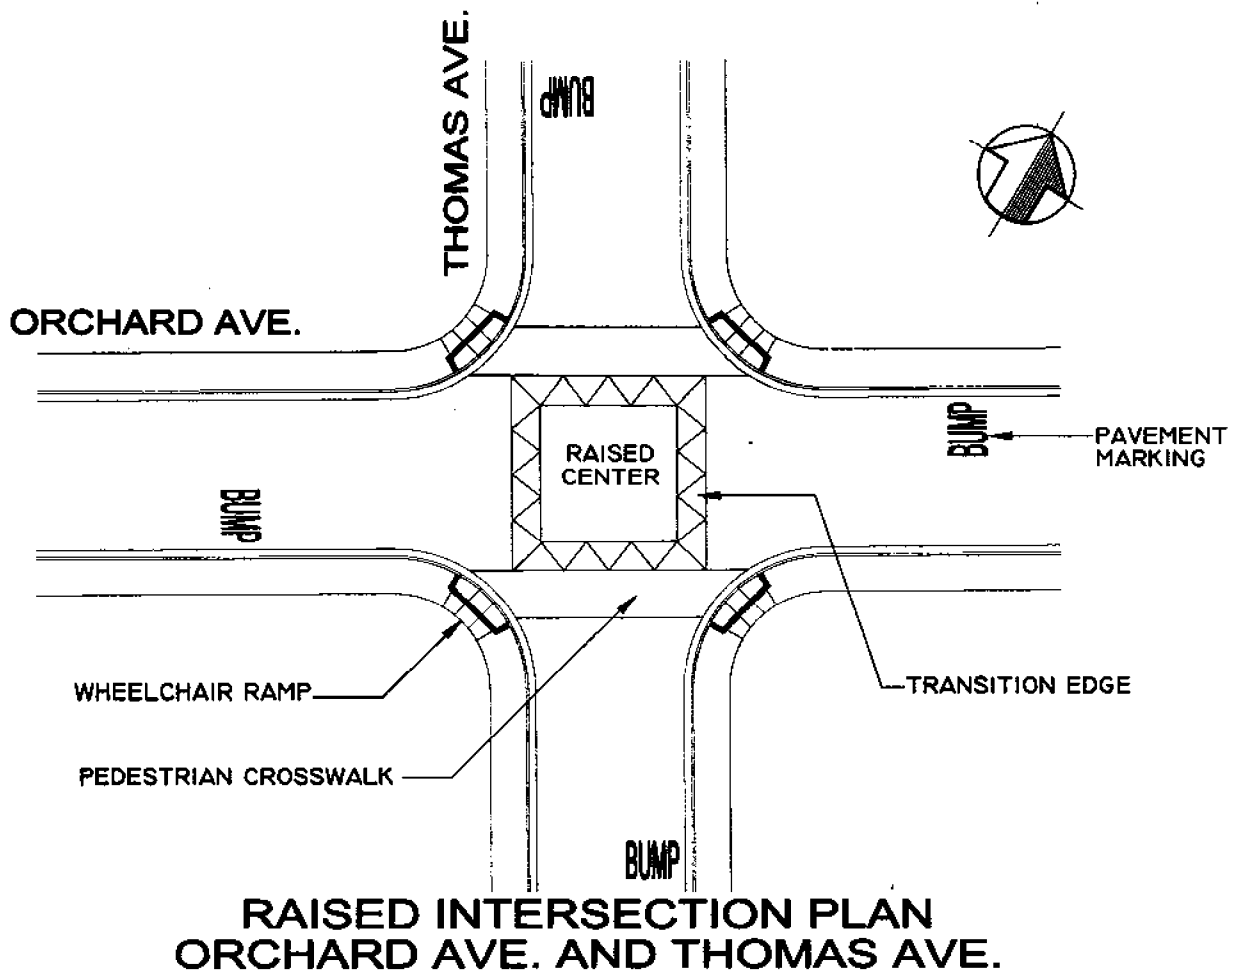 THOMAS AVE.
BUMP
ORCHARD AVE.
BUMP
PAVEMENT
MARKING
RAISED
CENTER
BUMP
WHEELCHAIR RAMP
TRANSITION EDGE
PEDESTRIAN CROSSWALK
BUMP
RAISED INTERSECTION PLAN
ORCHARD AVE. AND THOMAS AVE.